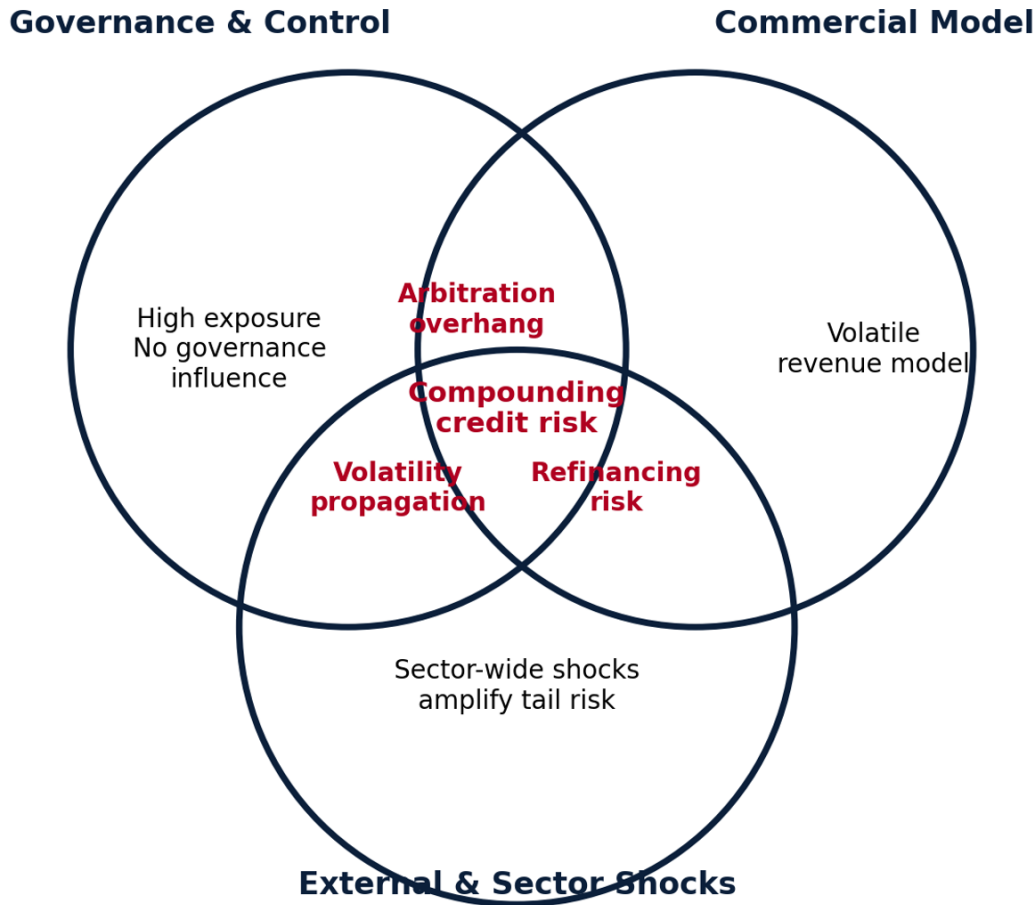 Governance & Control
Commercial Model
Arbitration
overhang
High exposure
No governance
influence
Volatile
revenue model
Compounding
credit risk
Volatility
propagation
Refinancing
risk
Sector-wide shocks
amplify tail risk
External & Sector Shocks